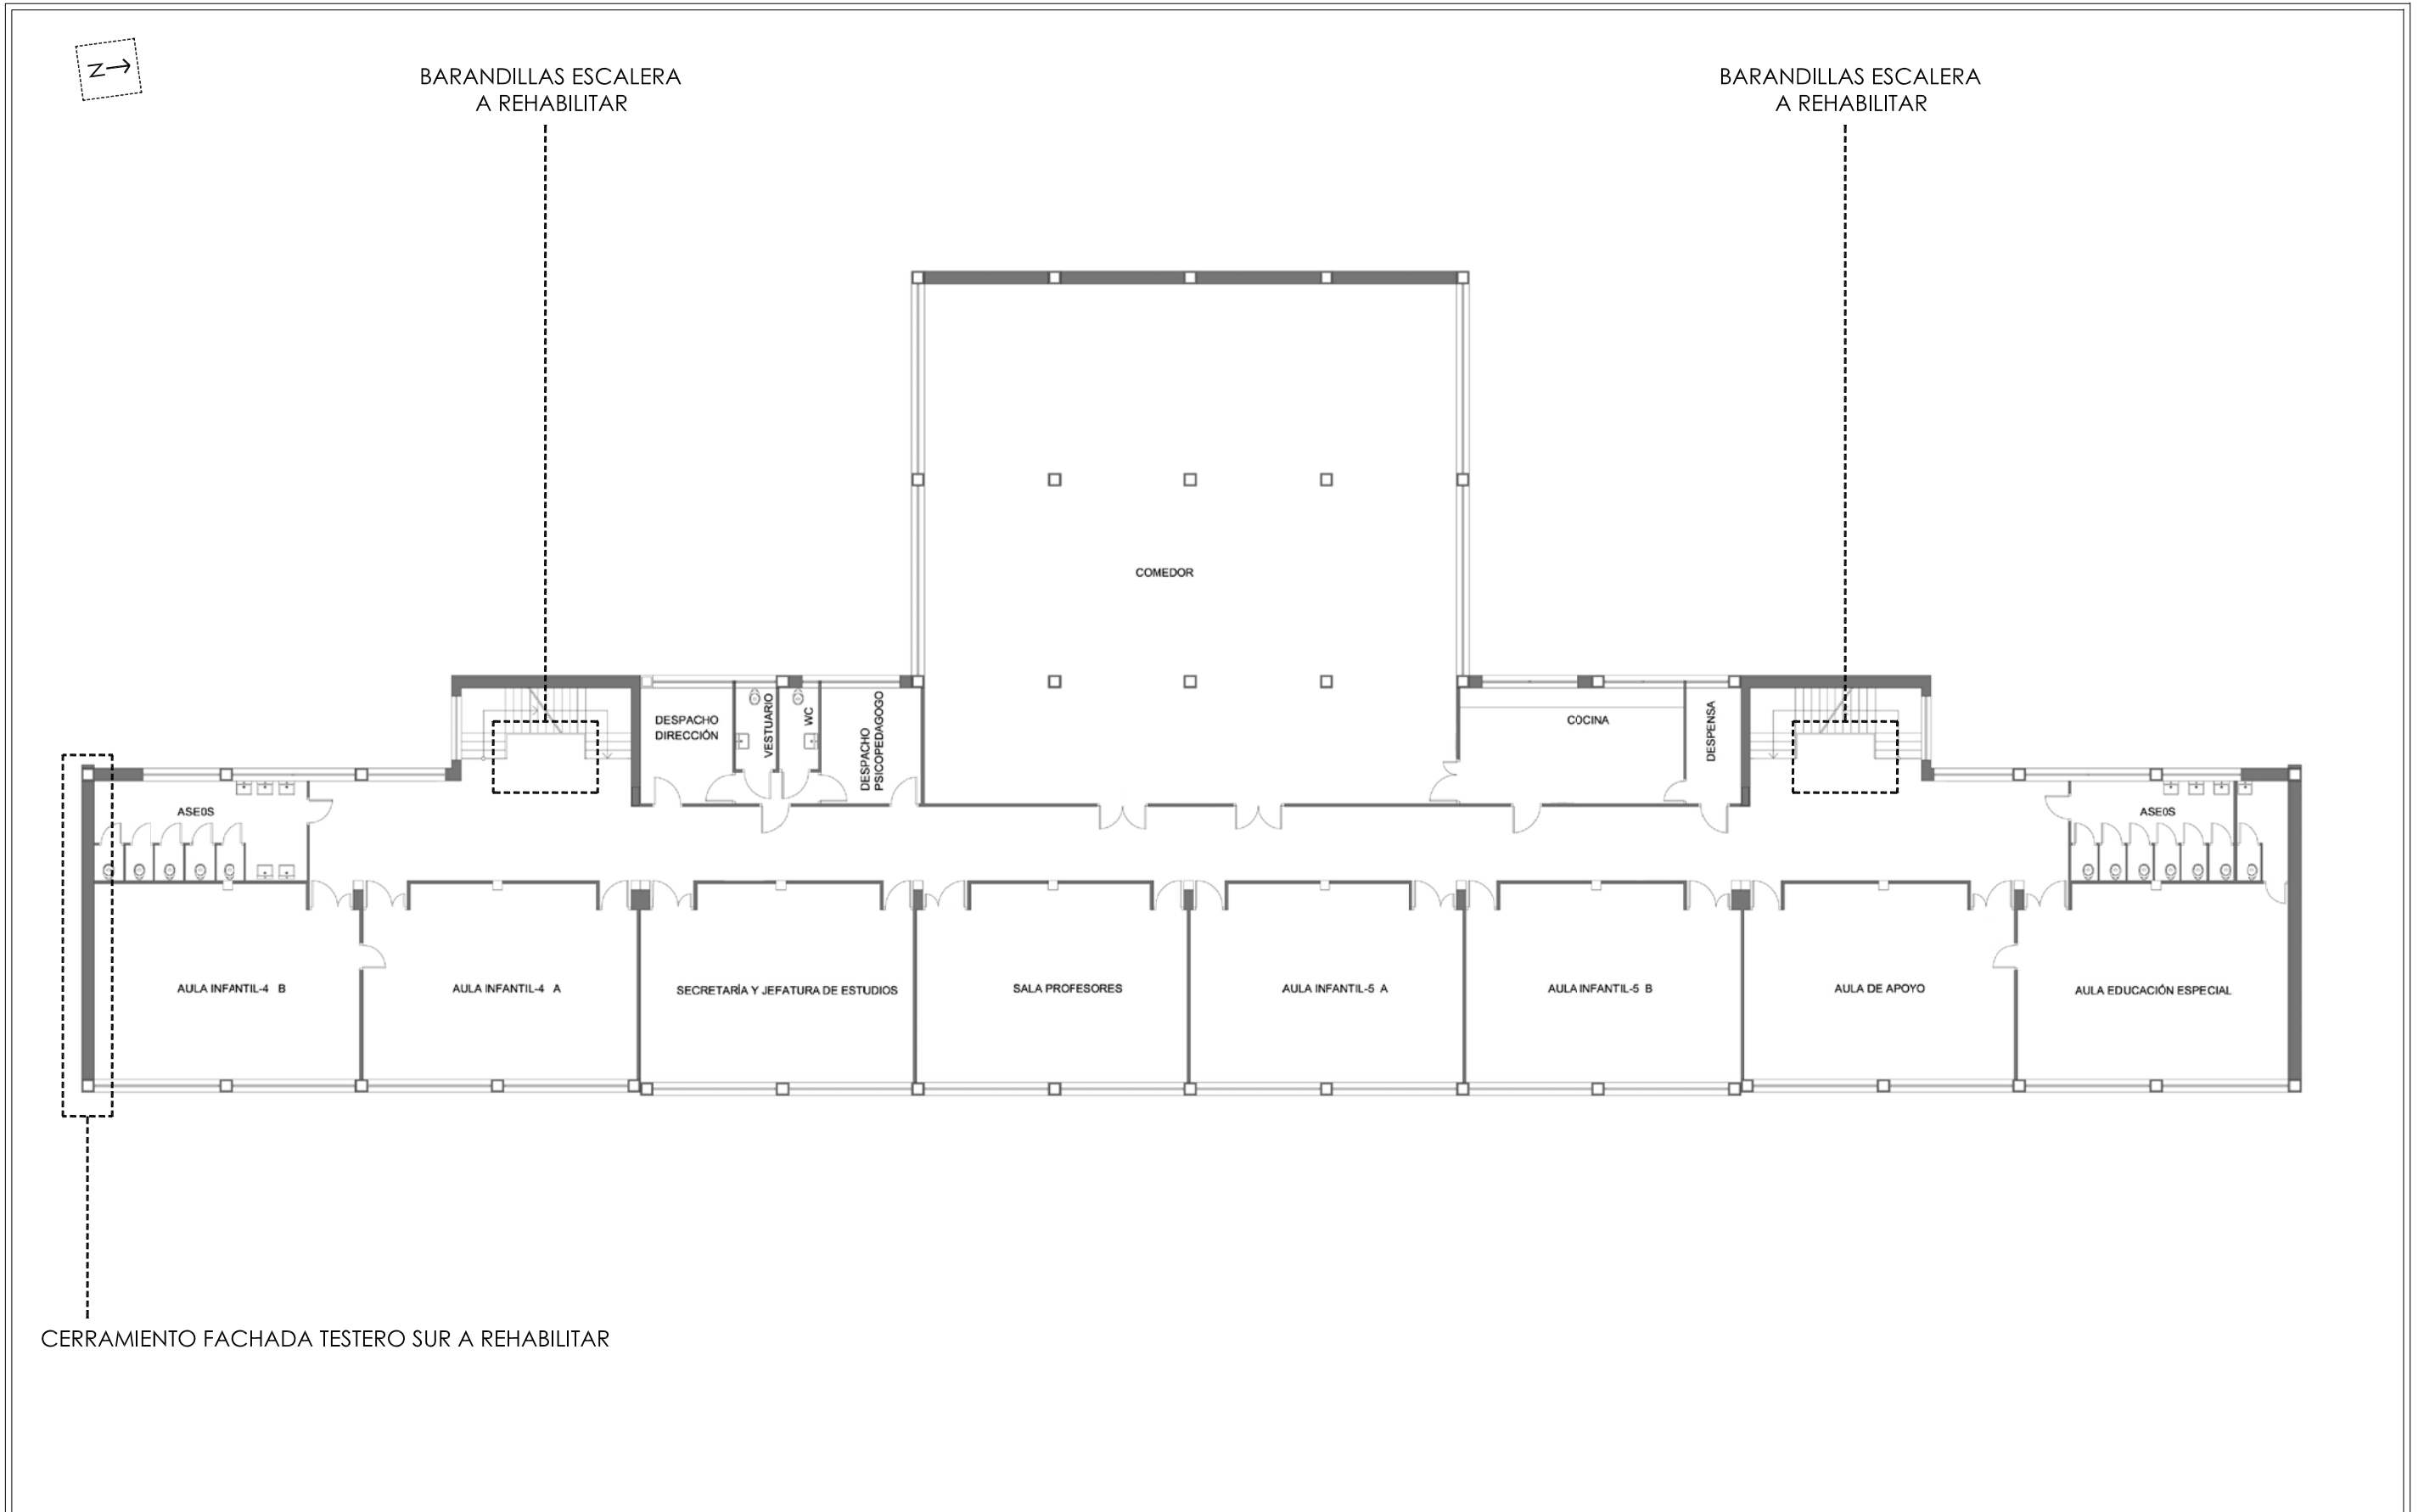 N
BARANDILLAS ESCALERA
A REHABILITAR
BARANDILLAS ESCALERA
A REHABILITAR
COMEDOR
DESPACHO
DIRECCIÓN
VESTUARIO
WC
DESPACHO
PSICOPEDAGOGO
COCINA
DESPENSA
ASEOS
ASEOS
AULA INFANTIL-4 B
AULA INFANTIL-4 A
SECRETARÍA Y JEFATURA DE ESTUDIOS
SALA PROFESORES
AULA INFANTIL-5 A
AULA INFANTIL-5 B
AULA DE APOYO
AULA EDUCACIÓN ESPECIAL
CERRAMIENTO FACHADA TESTERO SUR A REHABILITAR